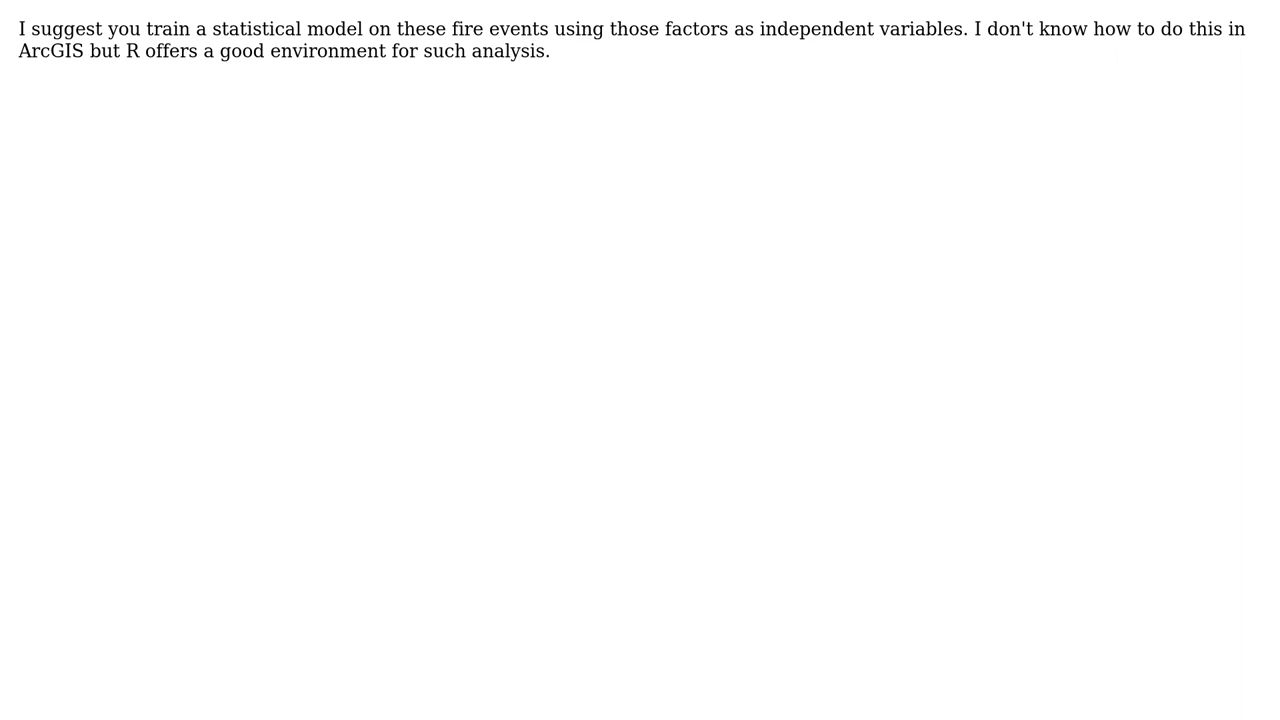 I suggest you train a statistical model on these fire events using those factors as independent variables. I don't know how to do this in
ArcGIS but R offers a good environment for such analysis.